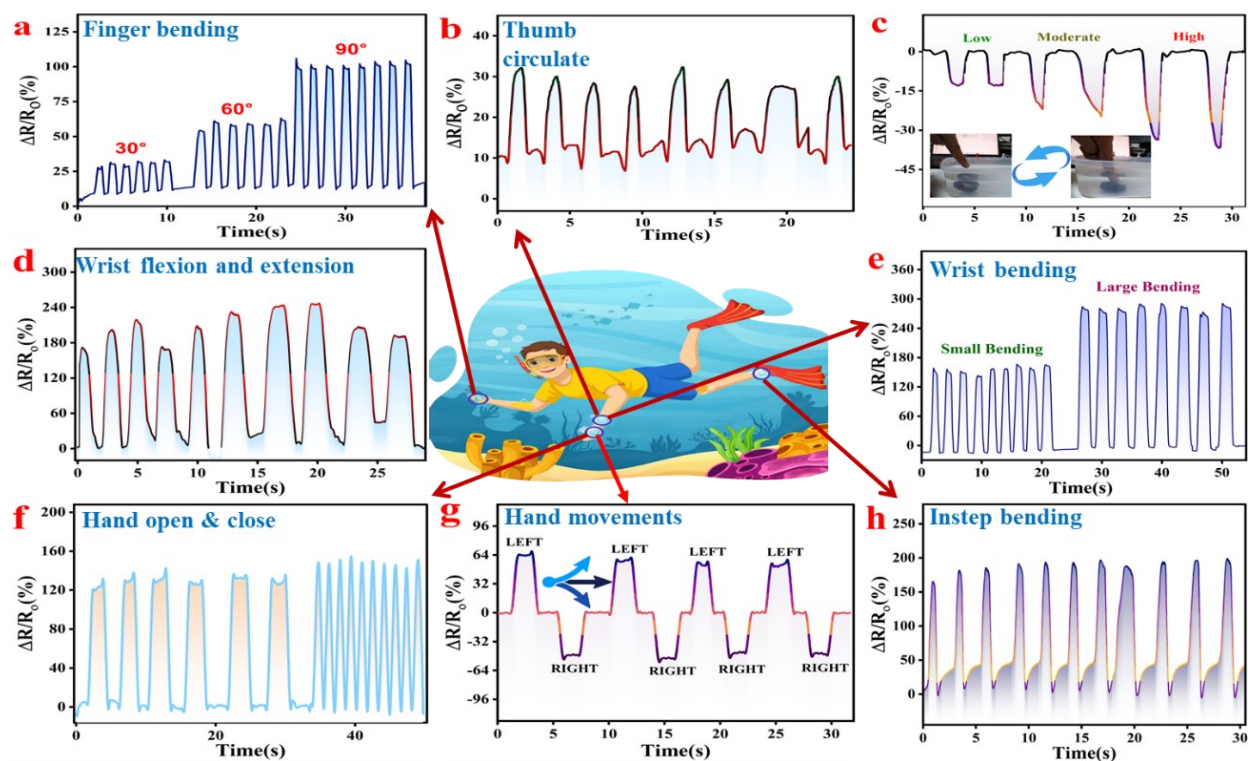 a
Finger bending
ΔR/R₀(%)
125
100
75
50
25
0
30°
60°
90°
0
10
20
30
Time(s)
b
Thumb
circulate
ΔR/R₀(%)
40
30
20
10
0
0
5
10
15
20
Time(s)
c
Low
Moderate
High
ΔR/Rₒ(%)
0
-15
-30
-45
0
5
10
15
20
25
30
Time(s)
d
Wrist flexion and extension
ΔR/Rₒ(%)
300
240
180
120
60
0
0
5
10
15
20
25
Time(s)
e
Wrist bending
Large Bending
Small Bending
ΔR/Rₒ(%)
360
300
240
180
120
60
0
0
10
20
30
40
50
Time(s)
f
Hand open & close
ΔR/Rₒ(%)
200
160
120
80
40
0
0
20
40
Time(s)
g
Hand movements
ΔR/Rₒ(%)
96
64
32
0
-32
-64
-96
LEFT
LEFT
LEFT
LEFT
RIGHT
RIGHT
RIGHT
RIGHT
0
5
10
15
20
25
30
Time(s)
h
Instep bending
ΔR/Rₒ(%)
250
200
150
100
50
0
0
5
10
15
20
25
30
Time(s)